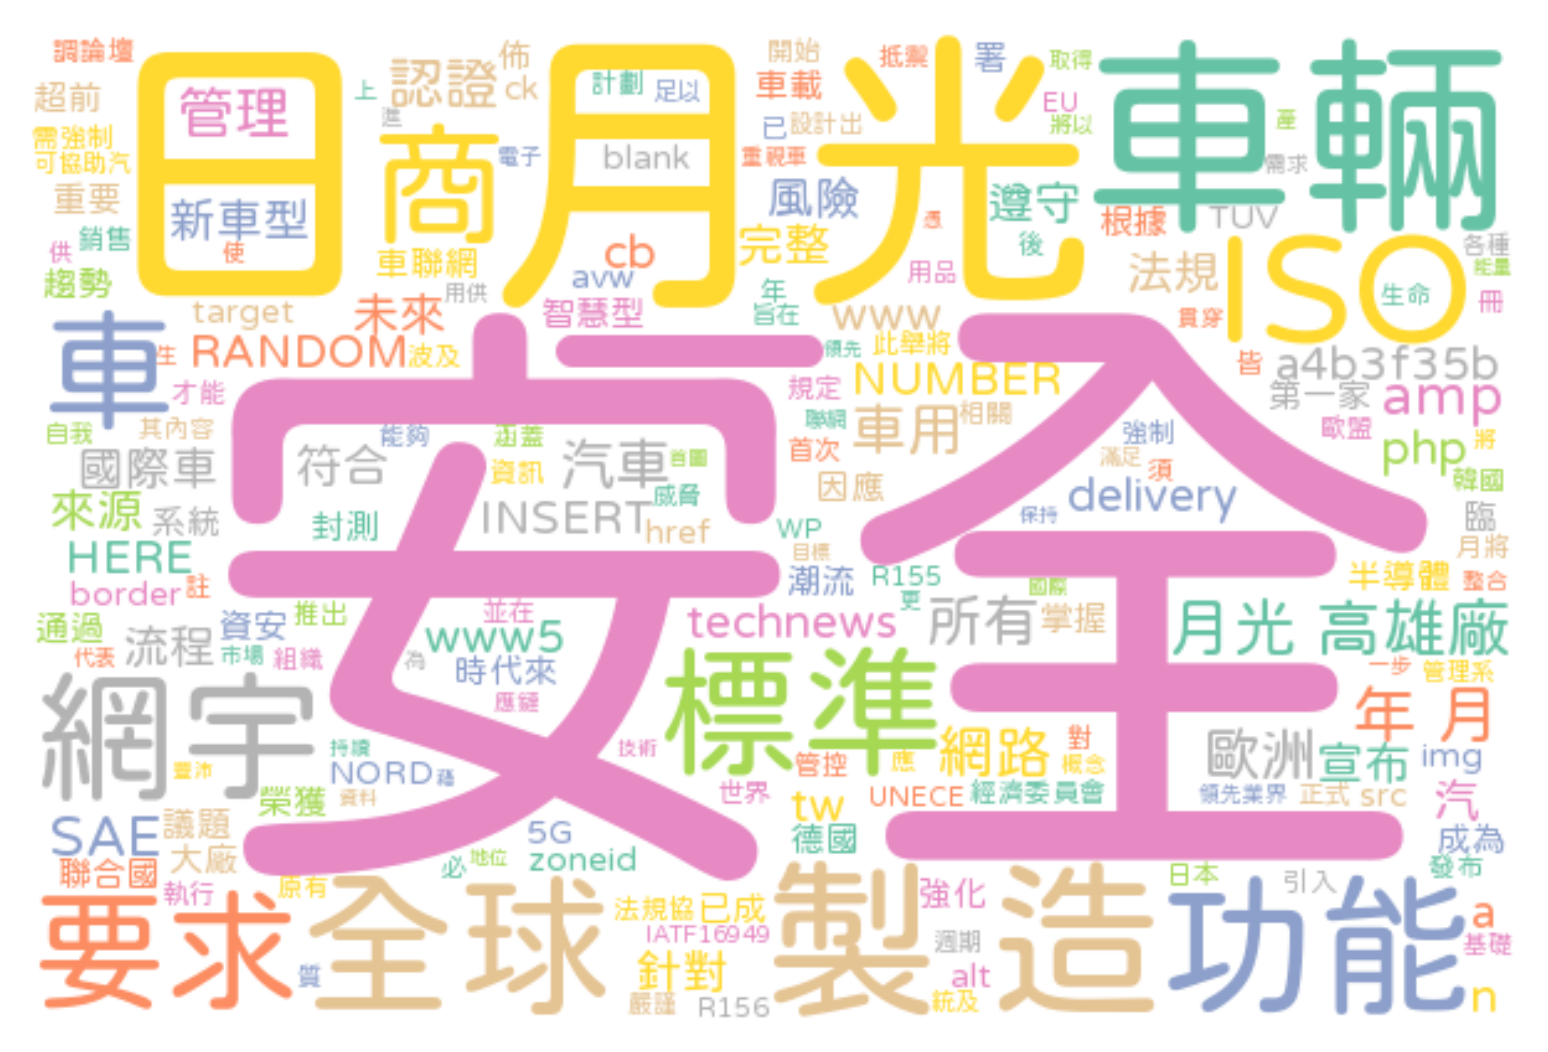 調論壇
佈
開始
抵禦
署
取得
日月光
車輛
超前
管理
上
認證
ck
計劃
足以
車載
EU
將以
產
需強制
可協助汽
進
商
電子
blank
重視車
已
設計出
需求
重要
新車型
風險
憑
遵守
根據
TUV
供
銷售
使
車聯網
cb
完整
後
各種
趨勢
用供
avw
年
用品
法規
ISO
能量
生命
冊
target
未來
智慧型
旨在
www
貫穿
車
生
RANDOM
波及
領先
此舉將
皆
a4b3f35b
才能
安全
規定
NUMBER
第一家
amp
自我
其內容
能夠
涵蓋
聯網
車用
相關
強制
歐盟
將
國際車
符合
資訊
汽車
首圖
首次
滿足
須
php
韓國
來源
系統
封測
INSERT
威脅
因應
delivery
臨
href
WP
保持
月將
HERE
目標
border
註
潮流
R155
國際
半導體
整合
更
通過
流程
資安
推出
並在
technews
所有
掌握
月光
高雄廠
代表
市場
組織
www5
為
時代來
一步
管理系
網宇
應鏈
標準
年
月
豐沛
持續
NORD
技術
管控
應
網路
對
概念
歐洲
宣布
img
榮獲
資料
世界
tw
UNECE
經濟委員會
領先業界
正式
src
汽
SAE
議題
5G
德國
成為
聯合國
大廠
必
地位
zoneid
日本
發布
執行
原有
引入
要求
全球
法規協
已成
製造
強化
功能
a
IATF16949
週期
基礎
質
針對
alt
嚴謹
R156
統及
n